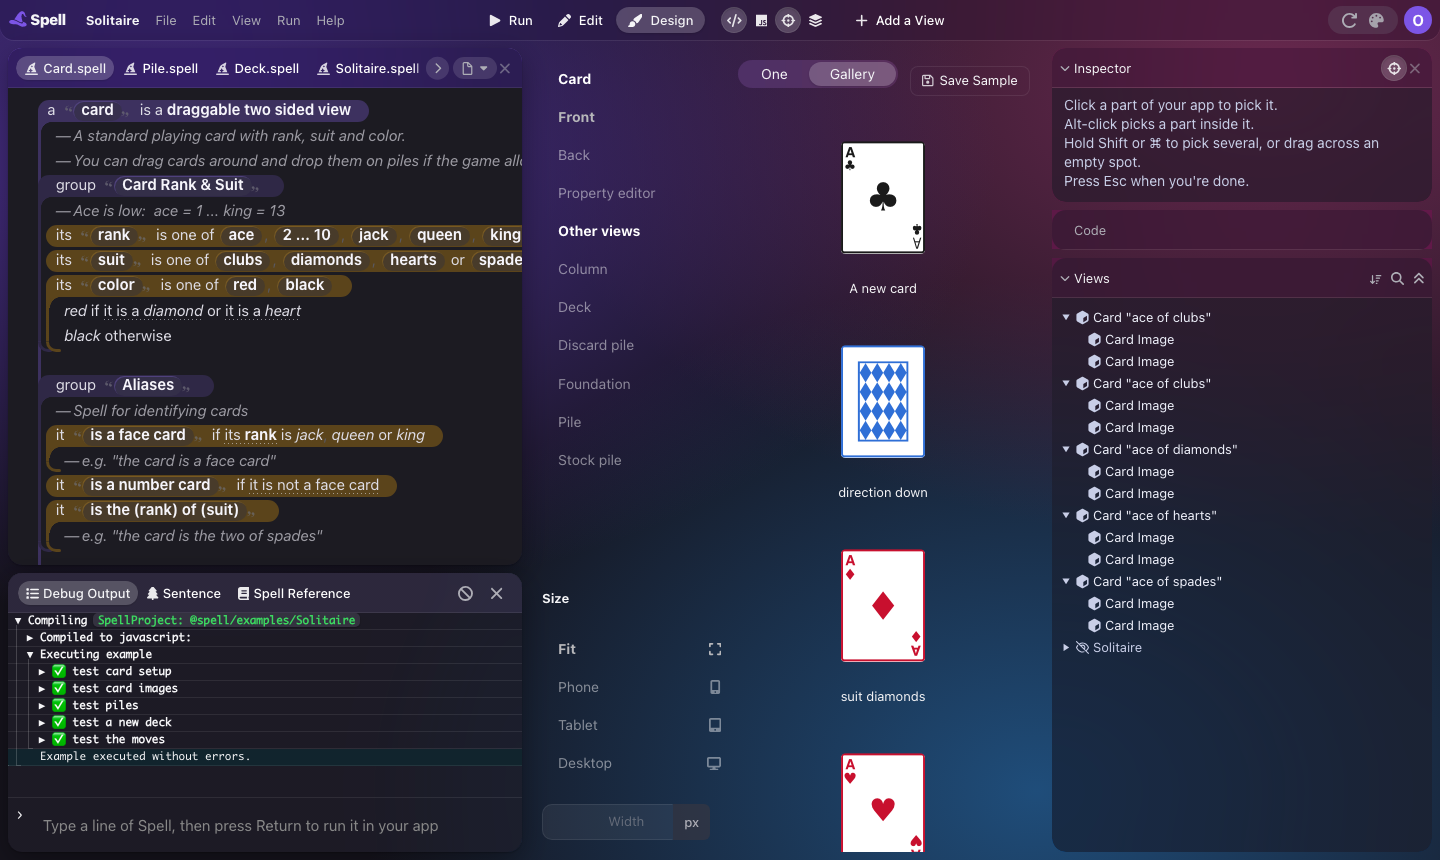 Spell Solitaire File Edit View Run Help Run Edit Design JS Add a View O
Card.spell Pile.spell Deck.spell Solitaire.spell
a “ card „ is a draggable two sided view
— A standard playing card with rank, suit and color.
— You can drag cards around and drop them on piles if the game all
group “ Card Rank & Suit „
— Ace is low: ace = 1 ... king = 13
its “ rank „ is one of ace , 2 ... 10 , jack , queen , king
its “ suit „ is one of clubs , diamonds , hearts or spade
its “ color „ is one of red , black
red if it is a diamond or it is a heart
black otherwise
group “ Aliases „
— Spell for identifying cards
it “ is a face card „ if its rank is jack, queen or king
— e.g. "the card is a face card"
it “ is a number card „ if it is not a face card
it “ is the (rank) of (suit) „
— e.g. "the card is the two of spades"
Debug Output Sentence Spell Reference
Compiling SpellProject: @spell/examples/Solitaire
Compiled to javascript:
Executing example
test card setup
test card images
test piles
test a new deck
test the moves
Example executed without errors.
Type a line of Spell, then press Return to run it in your app
Card
Front
Back
Property editor
Other views
Column
Deck
Discard pile
Foundation
Pile
Stock pile
Size
Fit
Phone
Tablet
Desktop
Width px
One Gallery Save Sample
A
A
A new card
direction down
A
A
suit diamonds
A
A
Inspector
Click a part of your app to pick it.
Alt-click picks a part inside it.
Hold Shift or ⌘ to pick several, or drag across an
empty spot.
Press Esc when you're done.
Code
Views
Card "ace of clubs"
Card Image
Card Image
Card "ace of clubs"
Card Image
Card Image
Card "ace of diamonds"
Card Image
Card Image
Card "ace of hearts"
Card Image
Card Image
Card "ace of spades"
Card Image
Card Image
Solitaire